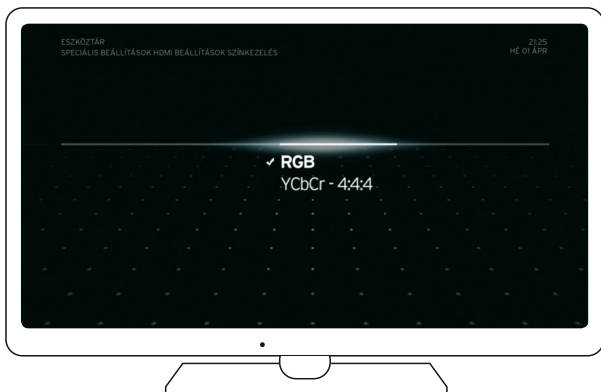 ESZKÖZTÁR
SPECIÁLIS BEÁLLÍTÁSOK HDMI BEÁLLÍTÁSOK SZÍNKEZELÉS
21:25
HÉ 01 ÁPR
✓ RGB
YCbCr - 4:4:4